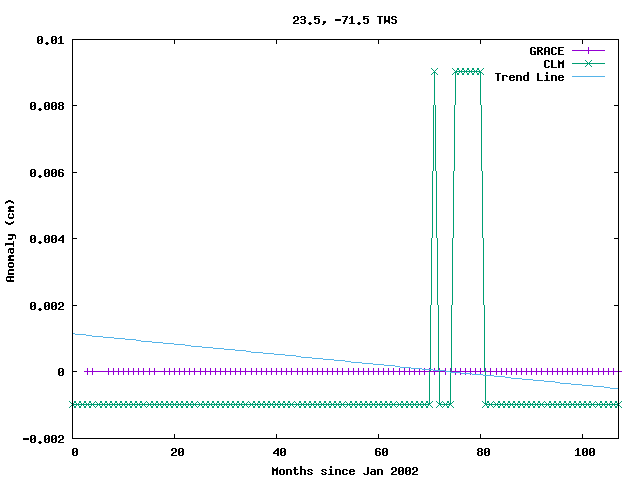 23.5, -71.5 TWS
0.01
0.008
0.006
0.004
0.002
0
-0.002
Anomaly (cm)
GRACE
CLM
Trend Line
0 20 40 60 80 100
Months since Jan 2002